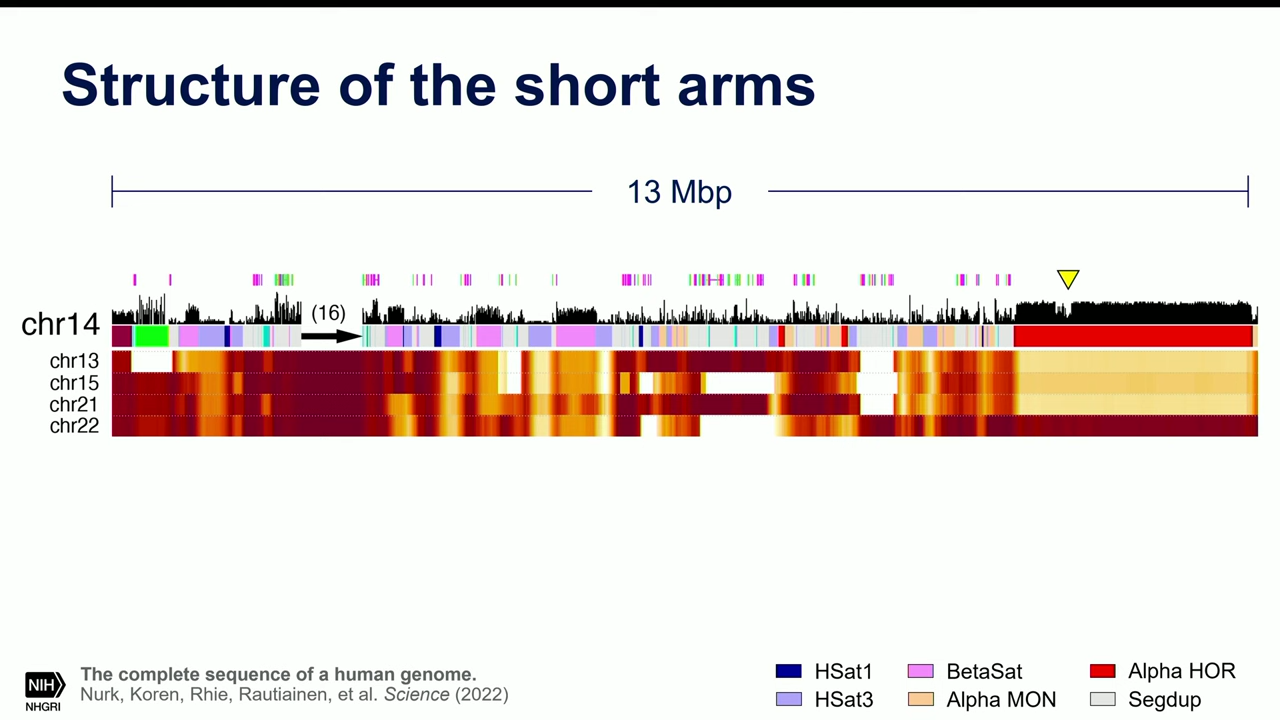 Structure of the short arms
13 Mbp
(16)
chr14
chr13
chr15
chr21
chr22
NIH
NHGRI
The complete sequence of a human genome.
Nurk, Koren, Rhie, Rautiainen, et al. Science (2022)
HSat1 BetaSat Alpha HOR
HSat3 Alpha MON Segdup